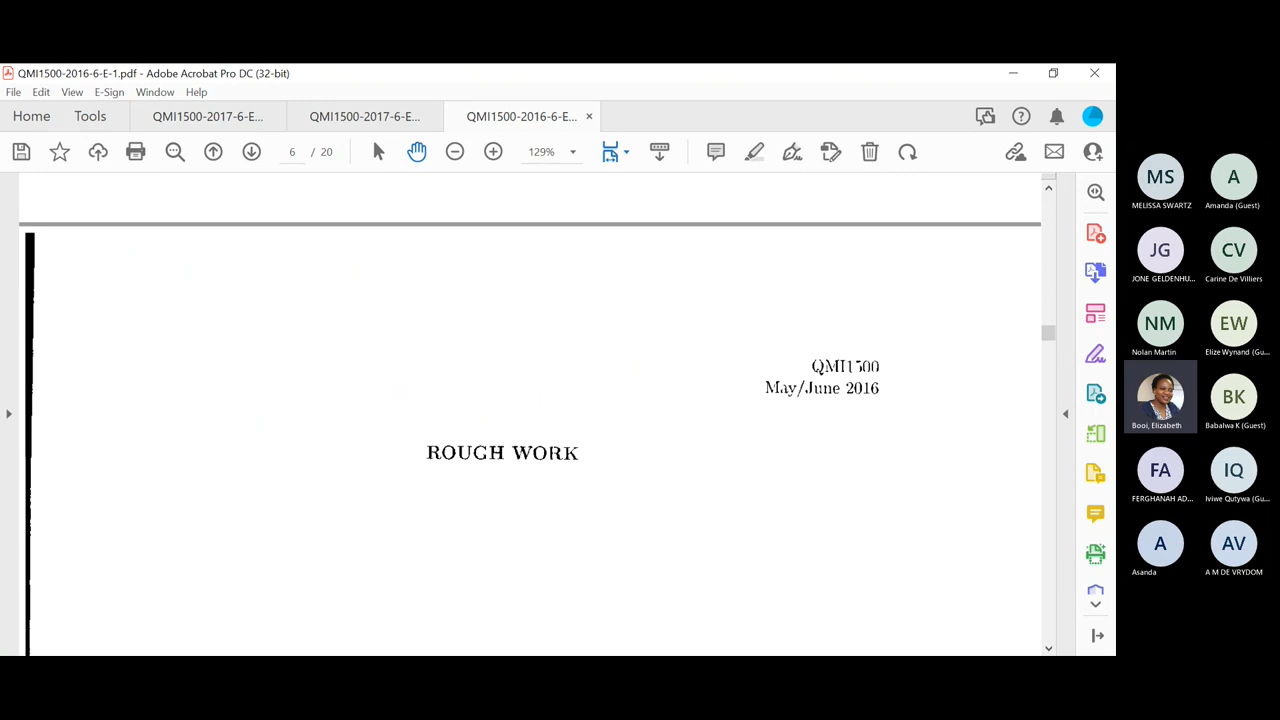 QMI1500-2016-6-E-1.pdf - Adobe Acrobat Pro DC (32-bit)
File Edit View E-Sign Window Help
Home Tools QMI1500-2017-6-E... QMI1500-2017-6-E... QMI1500-2016-6-E... ×
6 / 20 129%
QMI1500
May/June 2016
ROUGH WORK
MS A
MELISSA SWARTZ Amanda (Guest)
JG CV
JONE GELDENHU... Carine De Villiers
NM EW
Nolan Martin Elize Wynand (Gu...
BK
Booi, Elizabeth Babalwa K (Guest)
FA IQ
FERGHANAH AD... Iviwe Qutywa (Gu...
A AV
Asanda A M DE VRYDOM